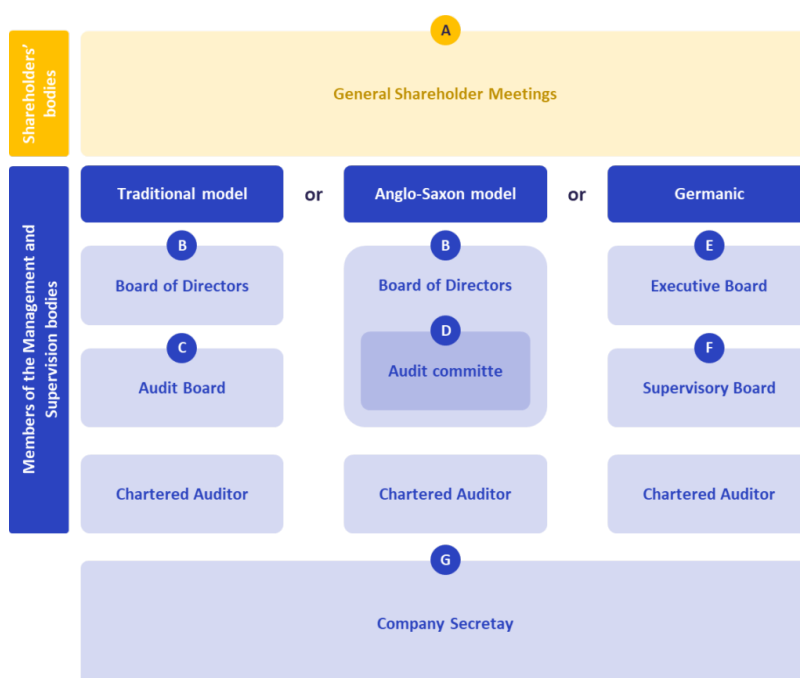 A
Shareholders'
bodies
General Shareholder Meetings
Members of the Management and
Supervision bodies
Traditional model
or
Anglo-Saxon model
or
Germanic
B
B
E
Board of Directors
Board of Directors
Executive Board
C
D
F
Audit Board
Audit committe
Supervisory Board
Chartered Auditor
Chartered Auditor
Chartered Auditor
G
Company Secretay